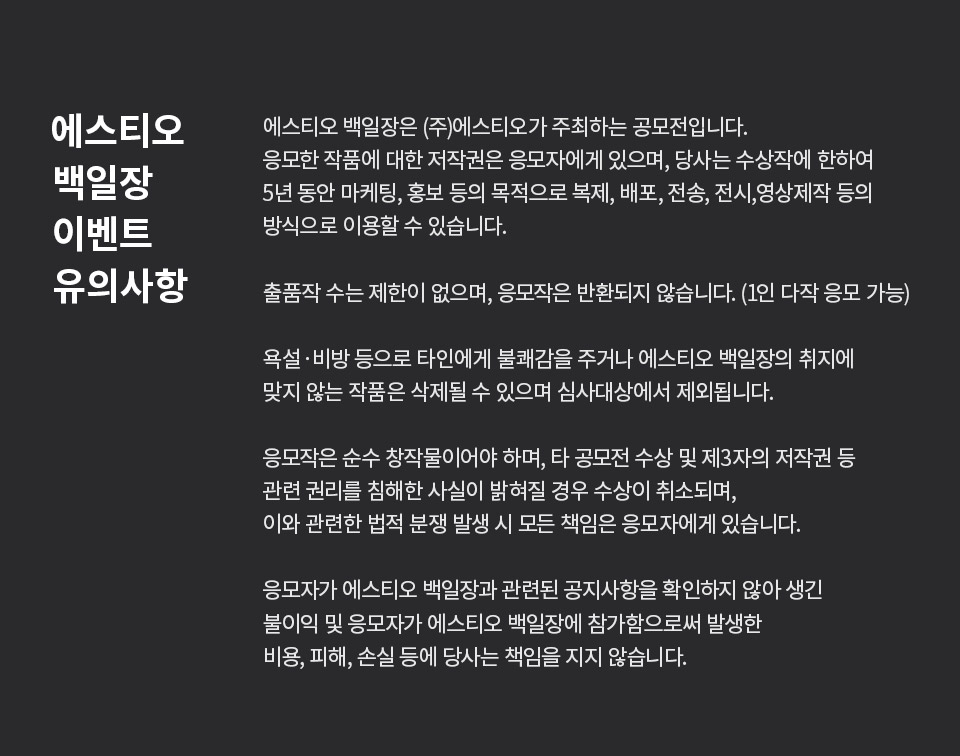 에스티오
백일장
이벤트
유의사항
에스티오 백일장은 (주)에스티오가 주최하는 공모전입니다.
응모한 작품에 대한 저작권은 응모자에게 있으며, 당사는 수상작에 한하여
5년 동안 마케팅, 홍보 등의 목적으로 복제, 배포, 전송, 전시,영상제작 등의
방식으로 이용할 수 있습니다.
출품작 수는 제한이 없으며, 응모작은 반환되지 않습니다. (1인 다작 응모 가능)
욕설·비방 등으로 타인에게 불쾌감을 주거나 에스티오 백일장의 취지에
맞지 않는 작품은 삭제될 수 있으며 심사대상에서 제외됩니다.
응모작은 순수 창작물이어야 하며, 타 공모전 수상 및 제3자의 저작권 등
관련 권리를 침해한 사실이 밝혀질 경우 수상이 취소되며,
이와 관련한 법적 분쟁 발생 시 모든 책임은 응모자에게 있습니다.
응모자가 에스티오 백일장과 관련된 공지사항을 확인하지 않아 생긴
불이익 및 응모자가 에스티오 백일장에 참가함으로써 발생한
비용, 피해, 손실 등에 당사는 책임을 지지 않습니다.